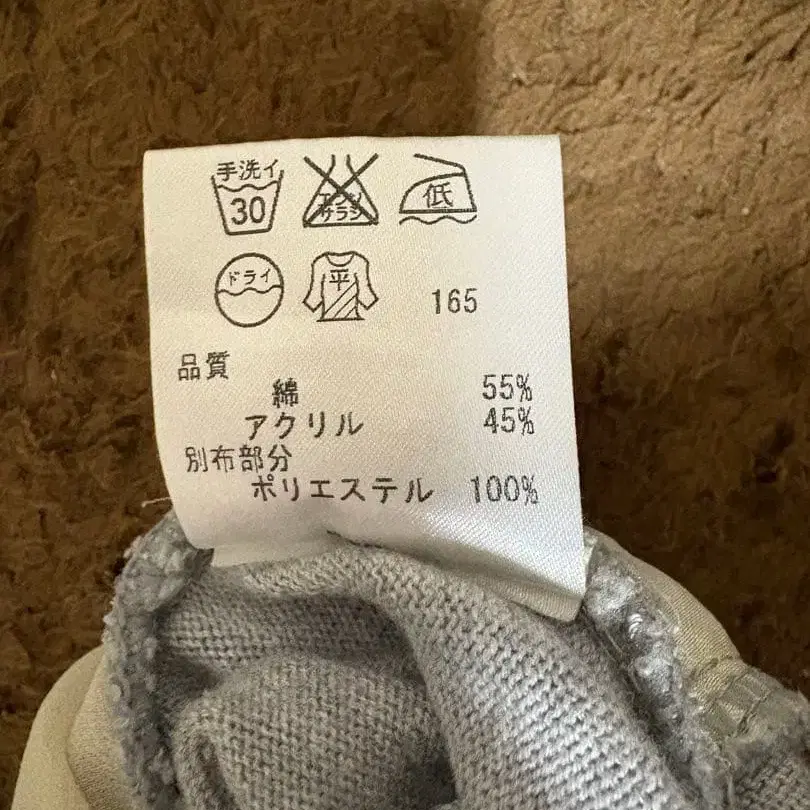 手洗イ
30
エンソ
サラシ
低
ドライ
平
165
品質
綿 55%
アクリル 45%
別布部分
ポリエステル 100%